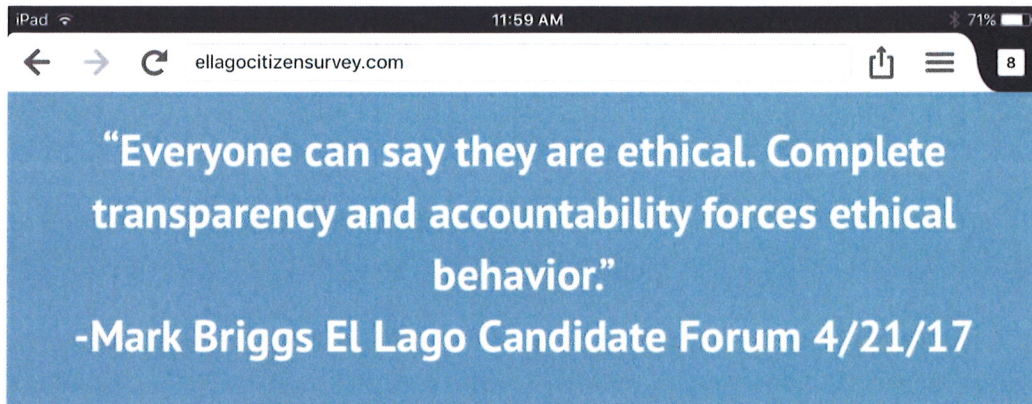 iPad 11:59 AM 71%
ellagocitizensurvey.com 8
“Everyone can say they are ethical. Complete
transparency and accountability forces ethical
behavior.”
-Mark Briggs El Lago Candidate Forum 4/21/17